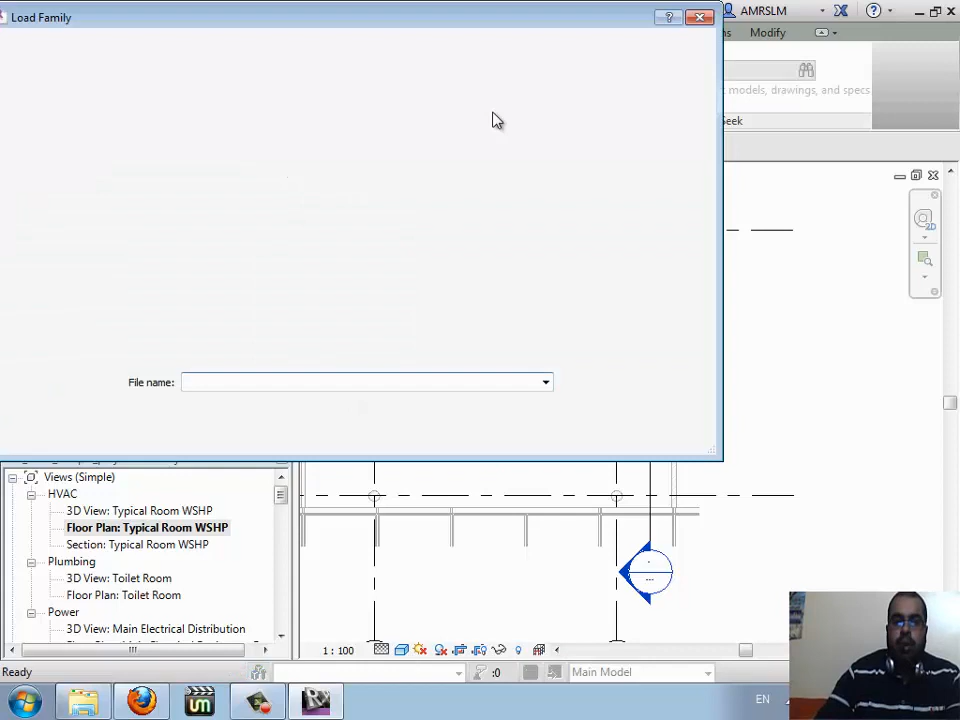 Load Family
AMRSLM
Modify
models, drawings, and specs
File name:
Views (Simple)
HVAC
3D View: Typical Room WSHP
Floor Plan: Typical Room WSHP
Section: Typical Room WSHP
Plumbing
3D View: Toilet Room
Floor Plan: Toilet Room
Power
3D View: Main Electrical Distribution
1 : 100
Ready
:0
Main Model
EN
2D
um